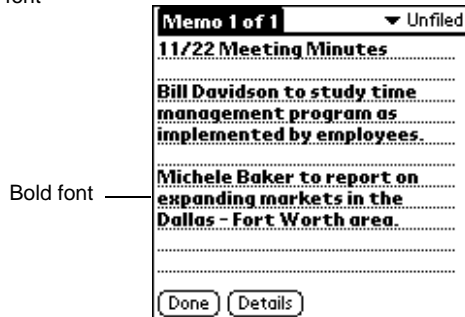 font
Memo 1 of 1 Unfiled
11/22 Meeting Minutes
Bill Davidson to study time
management program as
implemented by employees.
Michele Baker to report on
Bold font
expanding markets in the
Dallas - Fort Worth area.
Done Details